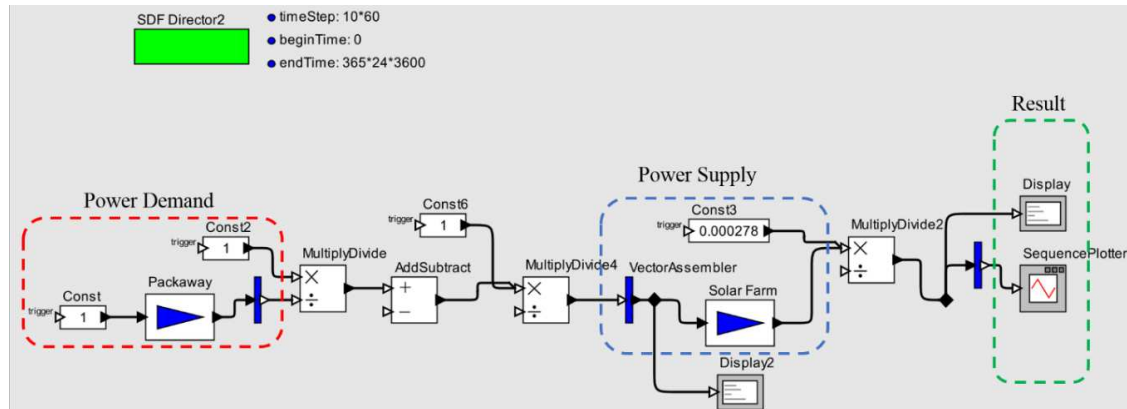 SDF Director2
timeStep: 10*60
beginTime: 0
endTime: 365*24*3600
Result
Power Demand
Power Supply
Display
Const2
trigger
1
Const6
trigger
1
Const3
trigger
0.000278
MultiplyDivide2
×
÷
SequencePlotter
MultiplyDivide
×
÷
AddSubtract
+
−
MultiplyDivide4
×
÷
VectorAssembler
Const
trigger
1
Packaway
Solar Farm
Display2